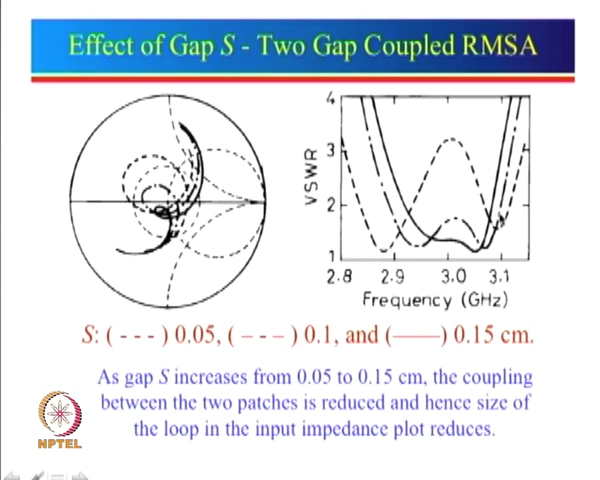 Effect of Gap S - Two Gap Coupled RMSA
4
3
2
1
VSWR
2.8 2.9 3.0 3.1
Frequency (GHz)
S: ( - - - ) 0.05, ( – - – ) 0.1, and (——) 0.15 cm.
As gap S increases from 0.05 to 0.15 cm, the coupling
between the two patches is reduced and hence size of
the loop in the input impedance plot reduces.
NPTEL